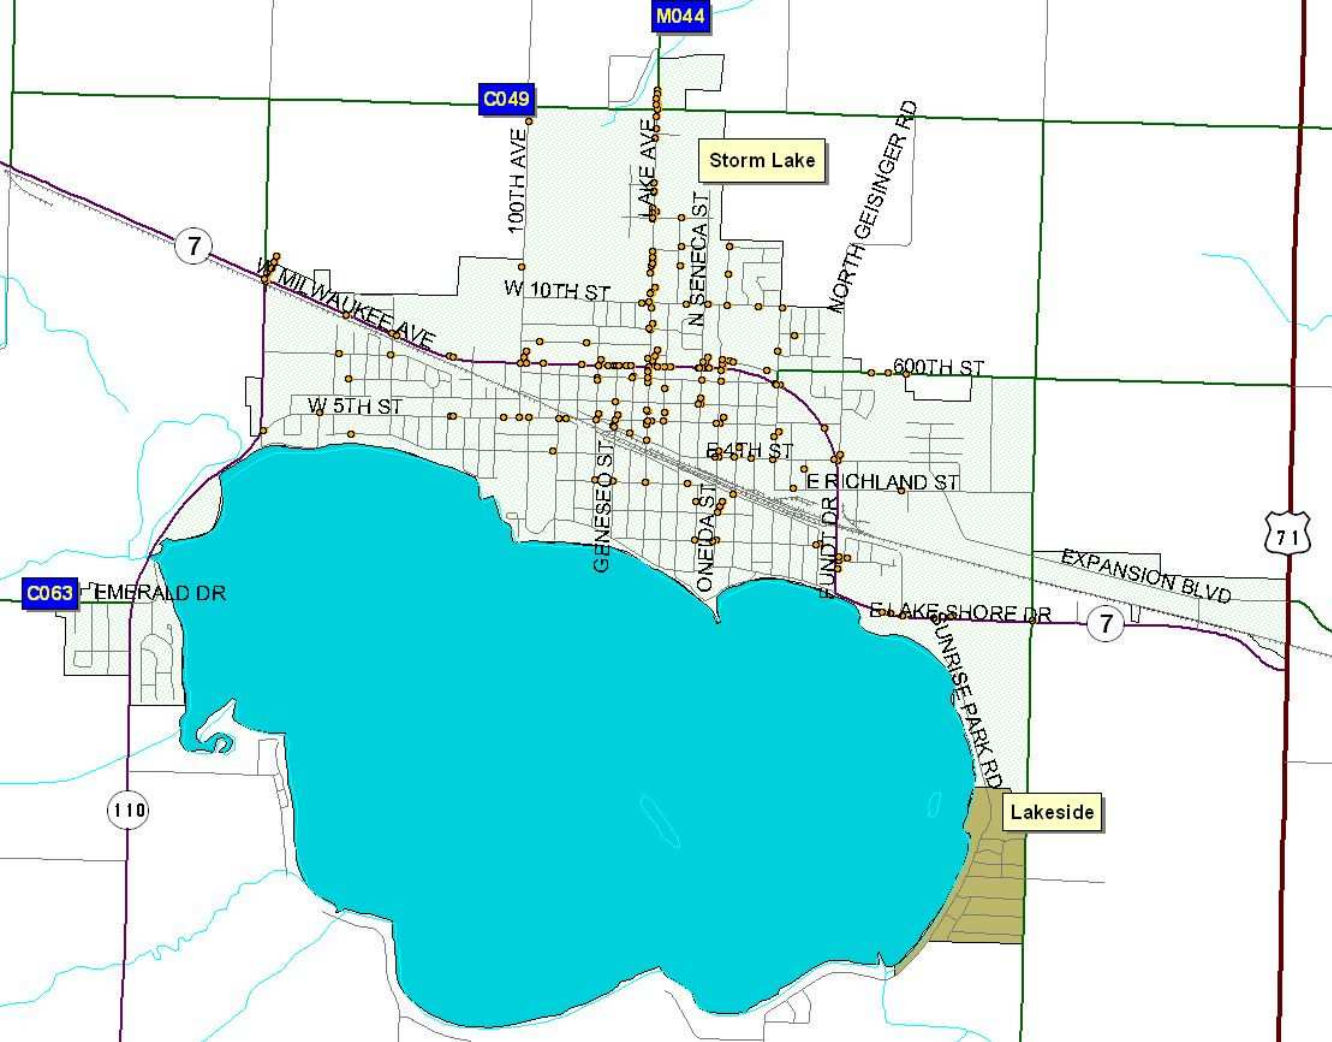 M044
C049
Storm Lake
100TH AVE
LAKE AVE
NORTH GEISINGER RD
N SENECA ST
7
W MILWAUKEE AVE
W 10TH ST
600TH ST
W 5TH ST
E 4TH ST
E RICHLAND ST
GENESEO ST
ONEIDA ST
FLINDT DR
71
EXPANSION BLVD
C063
EMERALD DR
E LAKE SHORE DR
7
SUNRISE PARK RD
110
Lakeside